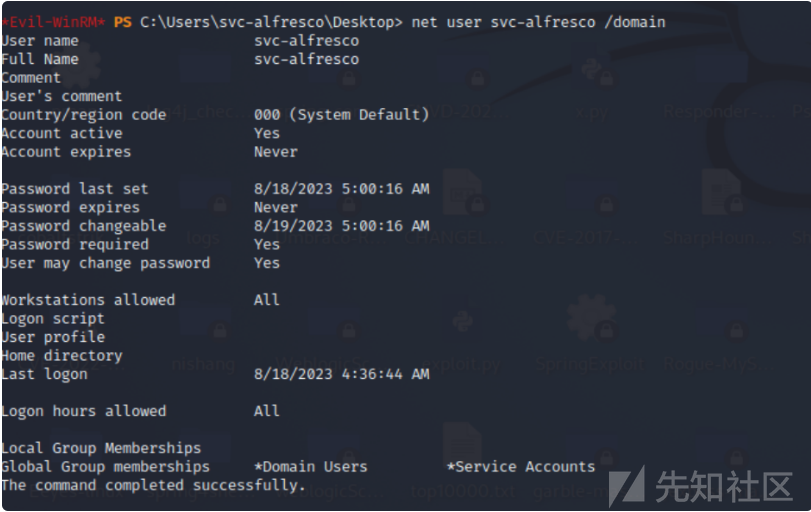 *Evil-WinRM* PS C:\Users\svc-alfresco\Desktop> net user svc-alfresco /domain
User name                    svc-alfresco
Full Name                    svc-alfresco
Comment
User's comment
Country/region code          000 (System Default)
Account active               Yes
Account expires              Never
Password last set            8/18/2023 5:00:16 AM
Password expires             Never
Password changeable          8/19/2023 5:00:16 AM
Password required            Yes
User may change password     Yes
Workstations allowed         All
Logon script
User profile
Home directory
Last logon                   8/18/2023 4:36:44 AM
Logon hours allowed          All
Local Group Memberships
Global Group memberships     *Domain Users         *Service Accounts
The command completed successfully.
先知社区